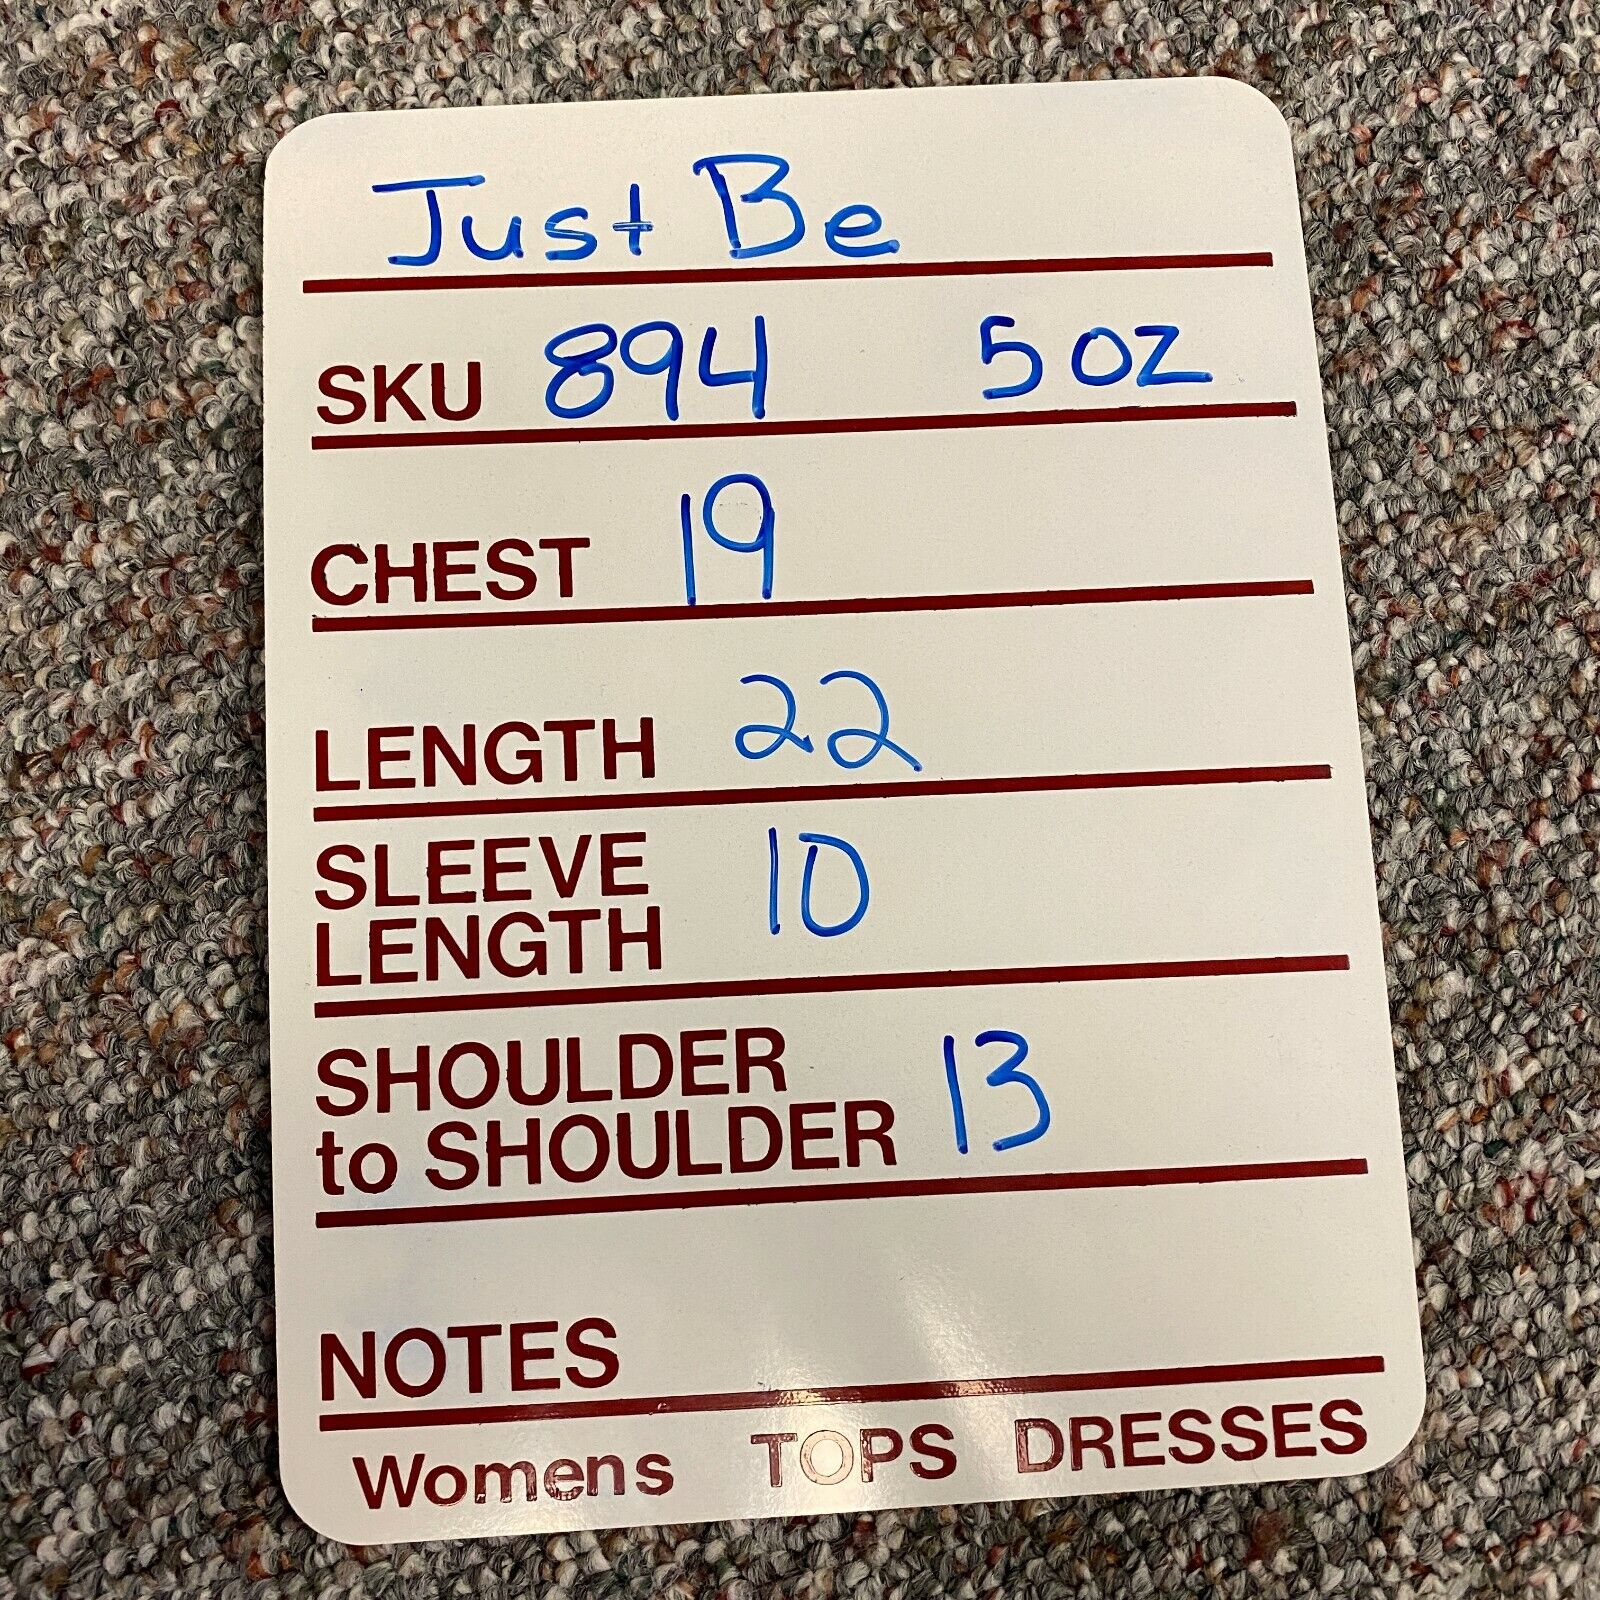 Just Be
SKU 894 5 oz
CHEST 19
LENGTH 22
SLEEVE
LENGTH 10
SHOULDER
to SHOULDER 13
NOTES
Womens TOPS DRESSES